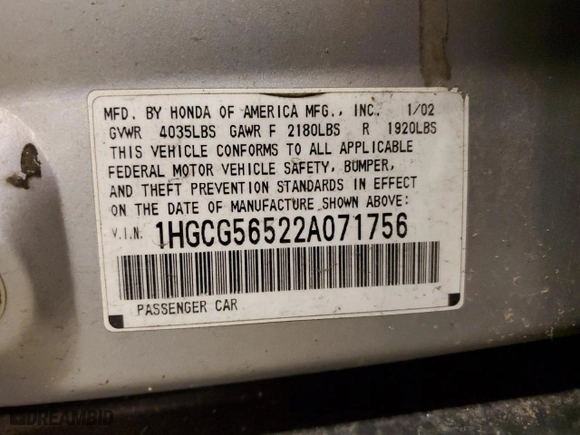 MFD. BY HONDA OF AMERICA MFG., INC. 1/02
GVWR 4035LBS GAWR F 2180LBS R 1920LBS
THIS VEHICLE CONFORMS TO ALL APPLICABLE
FEDERAL MOTOR VEHICLE SAFETY, BUMPER,
AND THEFT PREVENTION STANDARDS IN EFFECT
ON THE DATE OF MANUFACTURE SHOWN ABOVE:
V.I.N. 1HGCG56522A071756
PASSENGER CAR
DREAMBID